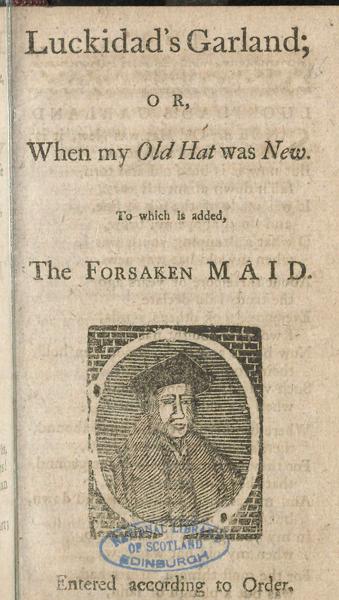 Luckidad's Garland;
OR,
When my Old Hat was New.
To which is added,
The FORSAKEN MAID.
NATIONAL LIBRARY
OF SCOTLAND
EDINBURGH
Entered according to Order.